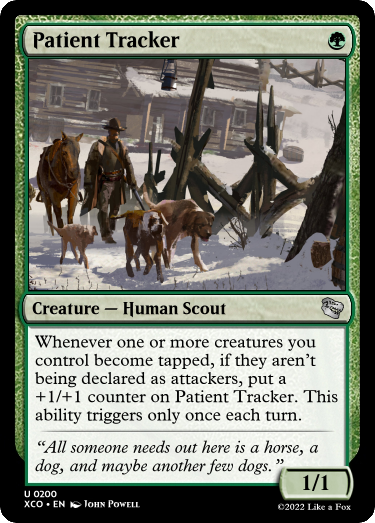 Patient Tracker
Creature — Human Scout
Whenever one or more creatures you
control become tapped, if they aren't
being declared as attackers, put a
+1/+1 counter on Patient Tracker. This
ability triggers only once each turn.
“All someone needs out here is a horse, a
dog, and maybe another few dogs.”
1/1
U 0200
XCO • EN John Powell
©2022 Like a Fox